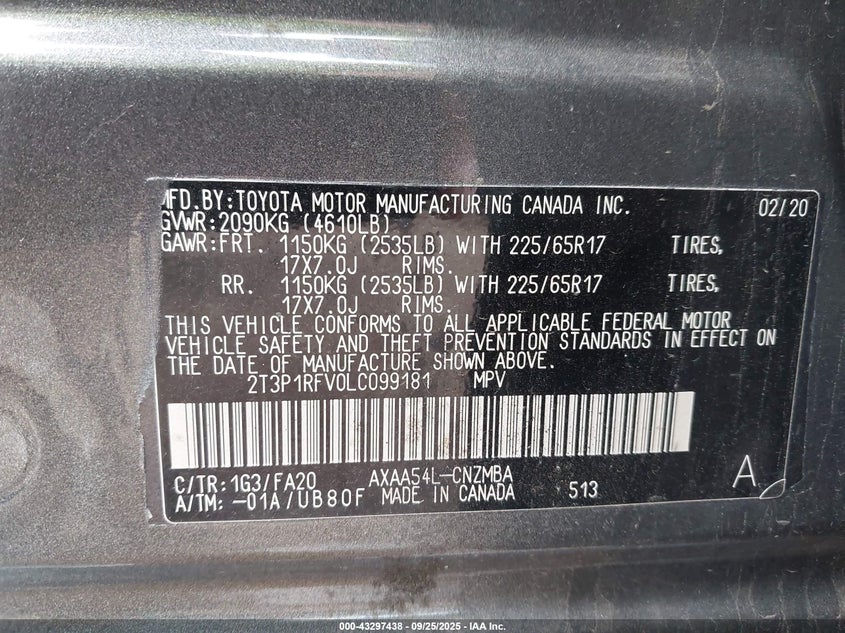 MFD.BY:TOYOTA MOTOR MANUFACTURING CANADA INC. 02/20
GVWR:2090KG (4610LB)
GAWR:FRT. 1150KG (2535LB) WITH 225/65R17 TIRES,
17X7.0J RIMS.
RR. 1150KG (2535LB) WITH 225/65R17 TIRES,
17X7.0J RIMS.
THIS VEHICLE CONFORMS TO ALL APPLICABLE FEDERAL MOTOR
VEHICLE SAFETY AND THEFT PREVENTION STANDARDS IN EFFECT ON
THE DATE OF MANUFACTURE SHOWN ABOVE.
2T3P1RFV0LC099181 MPV
C/TR:1G3/FA20 AXAA54L-CNZMBA A
A/TM:-01A/UB80F MADE IN CANADA 513
000-43297438 - 09/25/2025 - IAA Inc.